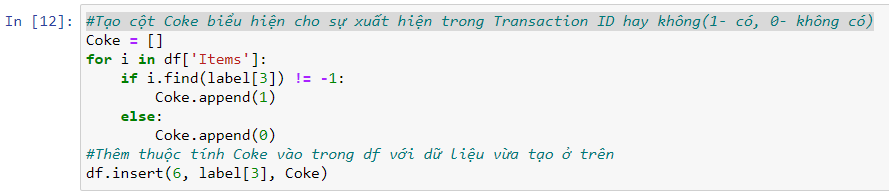 In [12]: #Tạo cột Coke biểu hiện cho sự xuất hiện trong Transaction ID hay không(1- có, 0- không có)
Coke = []
for i in df['Items']:
    if i.find(label[3]) != -1:
        Coke.append(1)
    else:
        Coke.append(0)
#Thêm thuộc tính Coke vào trong df với dữ liệu vừa tạo ở trên
df.insert(6, label[3], Coke)